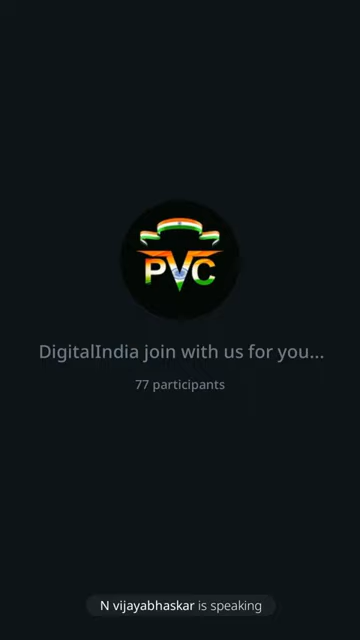 PVC
DigitalIndia join with us for you...
77 participants
N vijayabhaskar is speaking